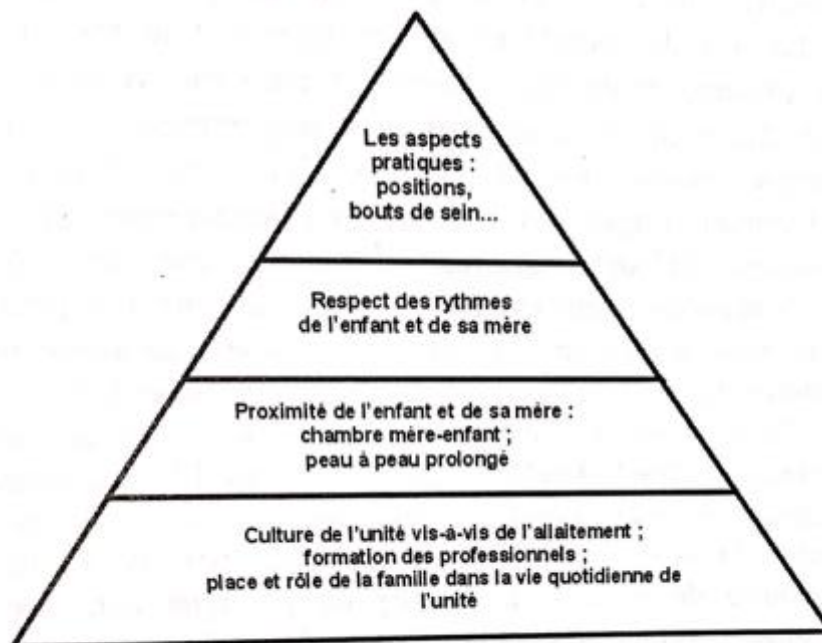 Les aspects
pratiques :
positions,
bouts de sein...
Respect des rythmes
de l'enfant et de sa mère
Proximité de l'enfant et de sa mère :
chambre mère-enfant ;
peau à peau prolongé
Culture de l'unité vis-à-vis de l'allaitement ;
formation des professionnels ;
place et rôle de la famille dans la vie quotidienne de
l'unité